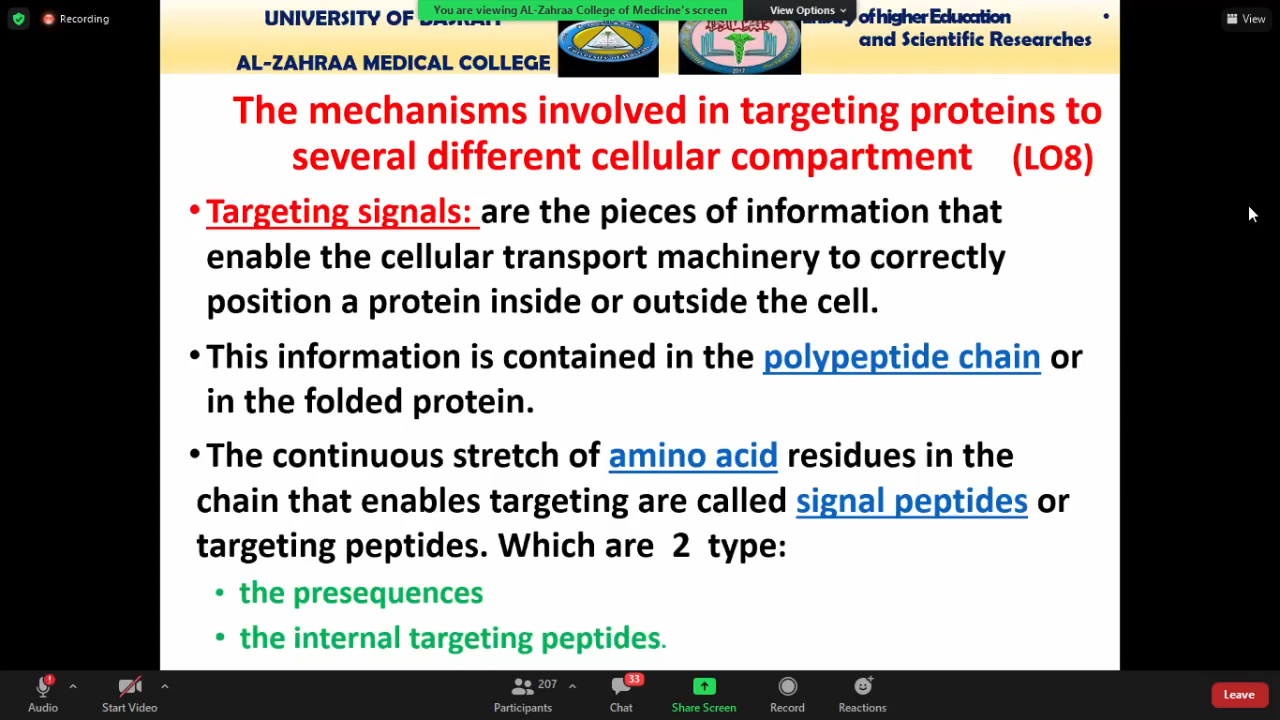 Recording
You are viewing AL-Zahraa College of Medicine's screen
View Options
View
UNIVERSITY OF
of higher Education
and Scientific Researches
AL-ZAHRAA MEDICAL COLLEGE
2017
The mechanisms involved in targeting proteins to
several different cellular compartment (LO8)
• Targeting signals: are the pieces of information that
enable the cellular transport machinery to correctly
position a protein inside or outside the cell.
• This information is contained in the polypeptide chain or
in the folded protein.
• The continuous stretch of amino acid residues in the
chain that enables targeting are called signal peptides or
targeting peptides. Which are 2 type:
• the presequences
• the internal targeting peptides.
Audio
Start Video
207
Participants
33
Chat
Share Screen
Record
Reactions
Leave